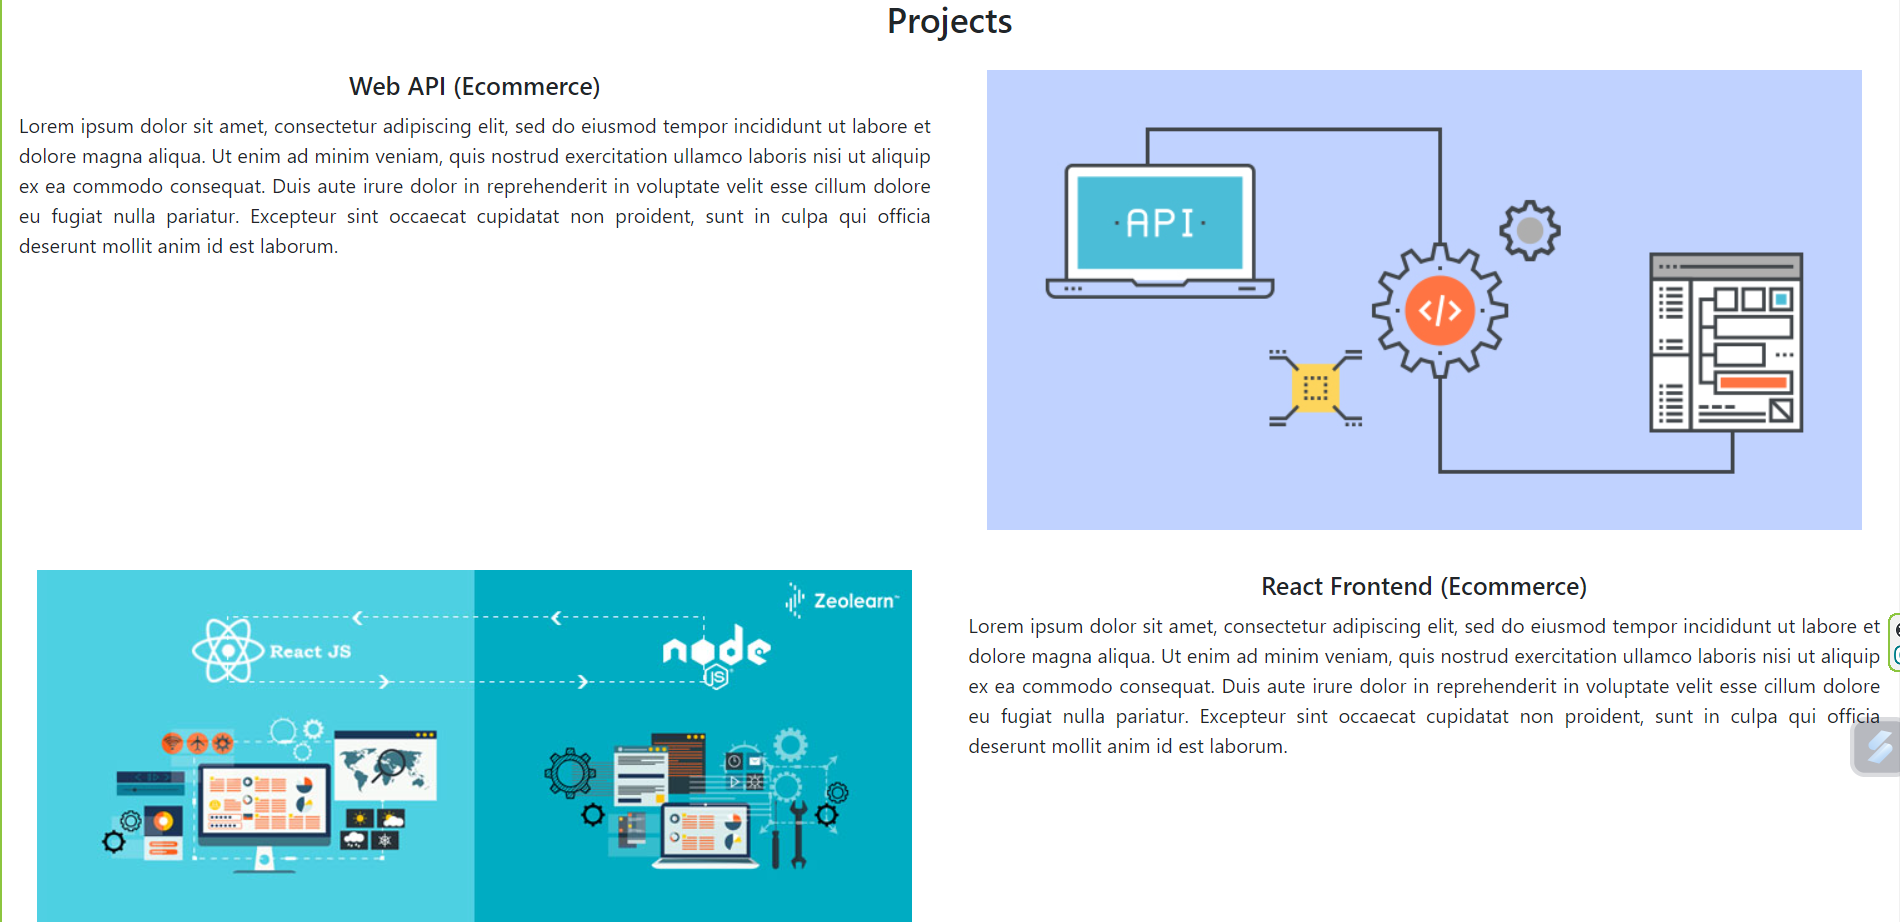 Projects
Web API (Ecommerce)
Lorem ipsum dolor sit amet, consectetur adipiscing elit, sed do eiusmod tempor incididunt ut labore et
dolore magna aliqua. Ut enim ad minim veniam, quis nostrud exercitation ullamco laboris nisi ut aliquip
ex ea commodo consequat. Duis aute irure dolor in reprehenderit in voluptate velit esse cillum dolore
eu fugiat nulla pariatur. Excepteur sint occaecat cupidatat non proident, sunt in culpa qui officia
deserunt mollit anim id est laborum.
·API·
</>
Zeolearn™
React JS
node
JS
React Frontend (Ecommerce)
Lorem ipsum dolor sit amet, consectetur adipiscing elit, sed do eiusmod tempor incididunt ut labore et
dolore magna aliqua. Ut enim ad minim veniam, quis nostrud exercitation ullamco laboris nisi ut aliquip
ex ea commodo consequat. Duis aute irure dolor in reprehenderit in voluptate velit esse cillum dolore
eu fugiat nulla pariatur. Excepteur sint occaecat cupidatat non proident, sunt in culpa qui officia
deserunt mollit anim id est laborum.